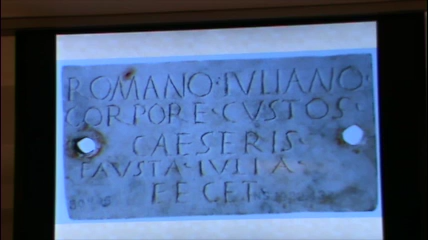 ROMANO · IVLIANO ·
CORPORE · CVSTOS ·
CAESERIS ·
FAVSTA · IVLIA ·
FECET